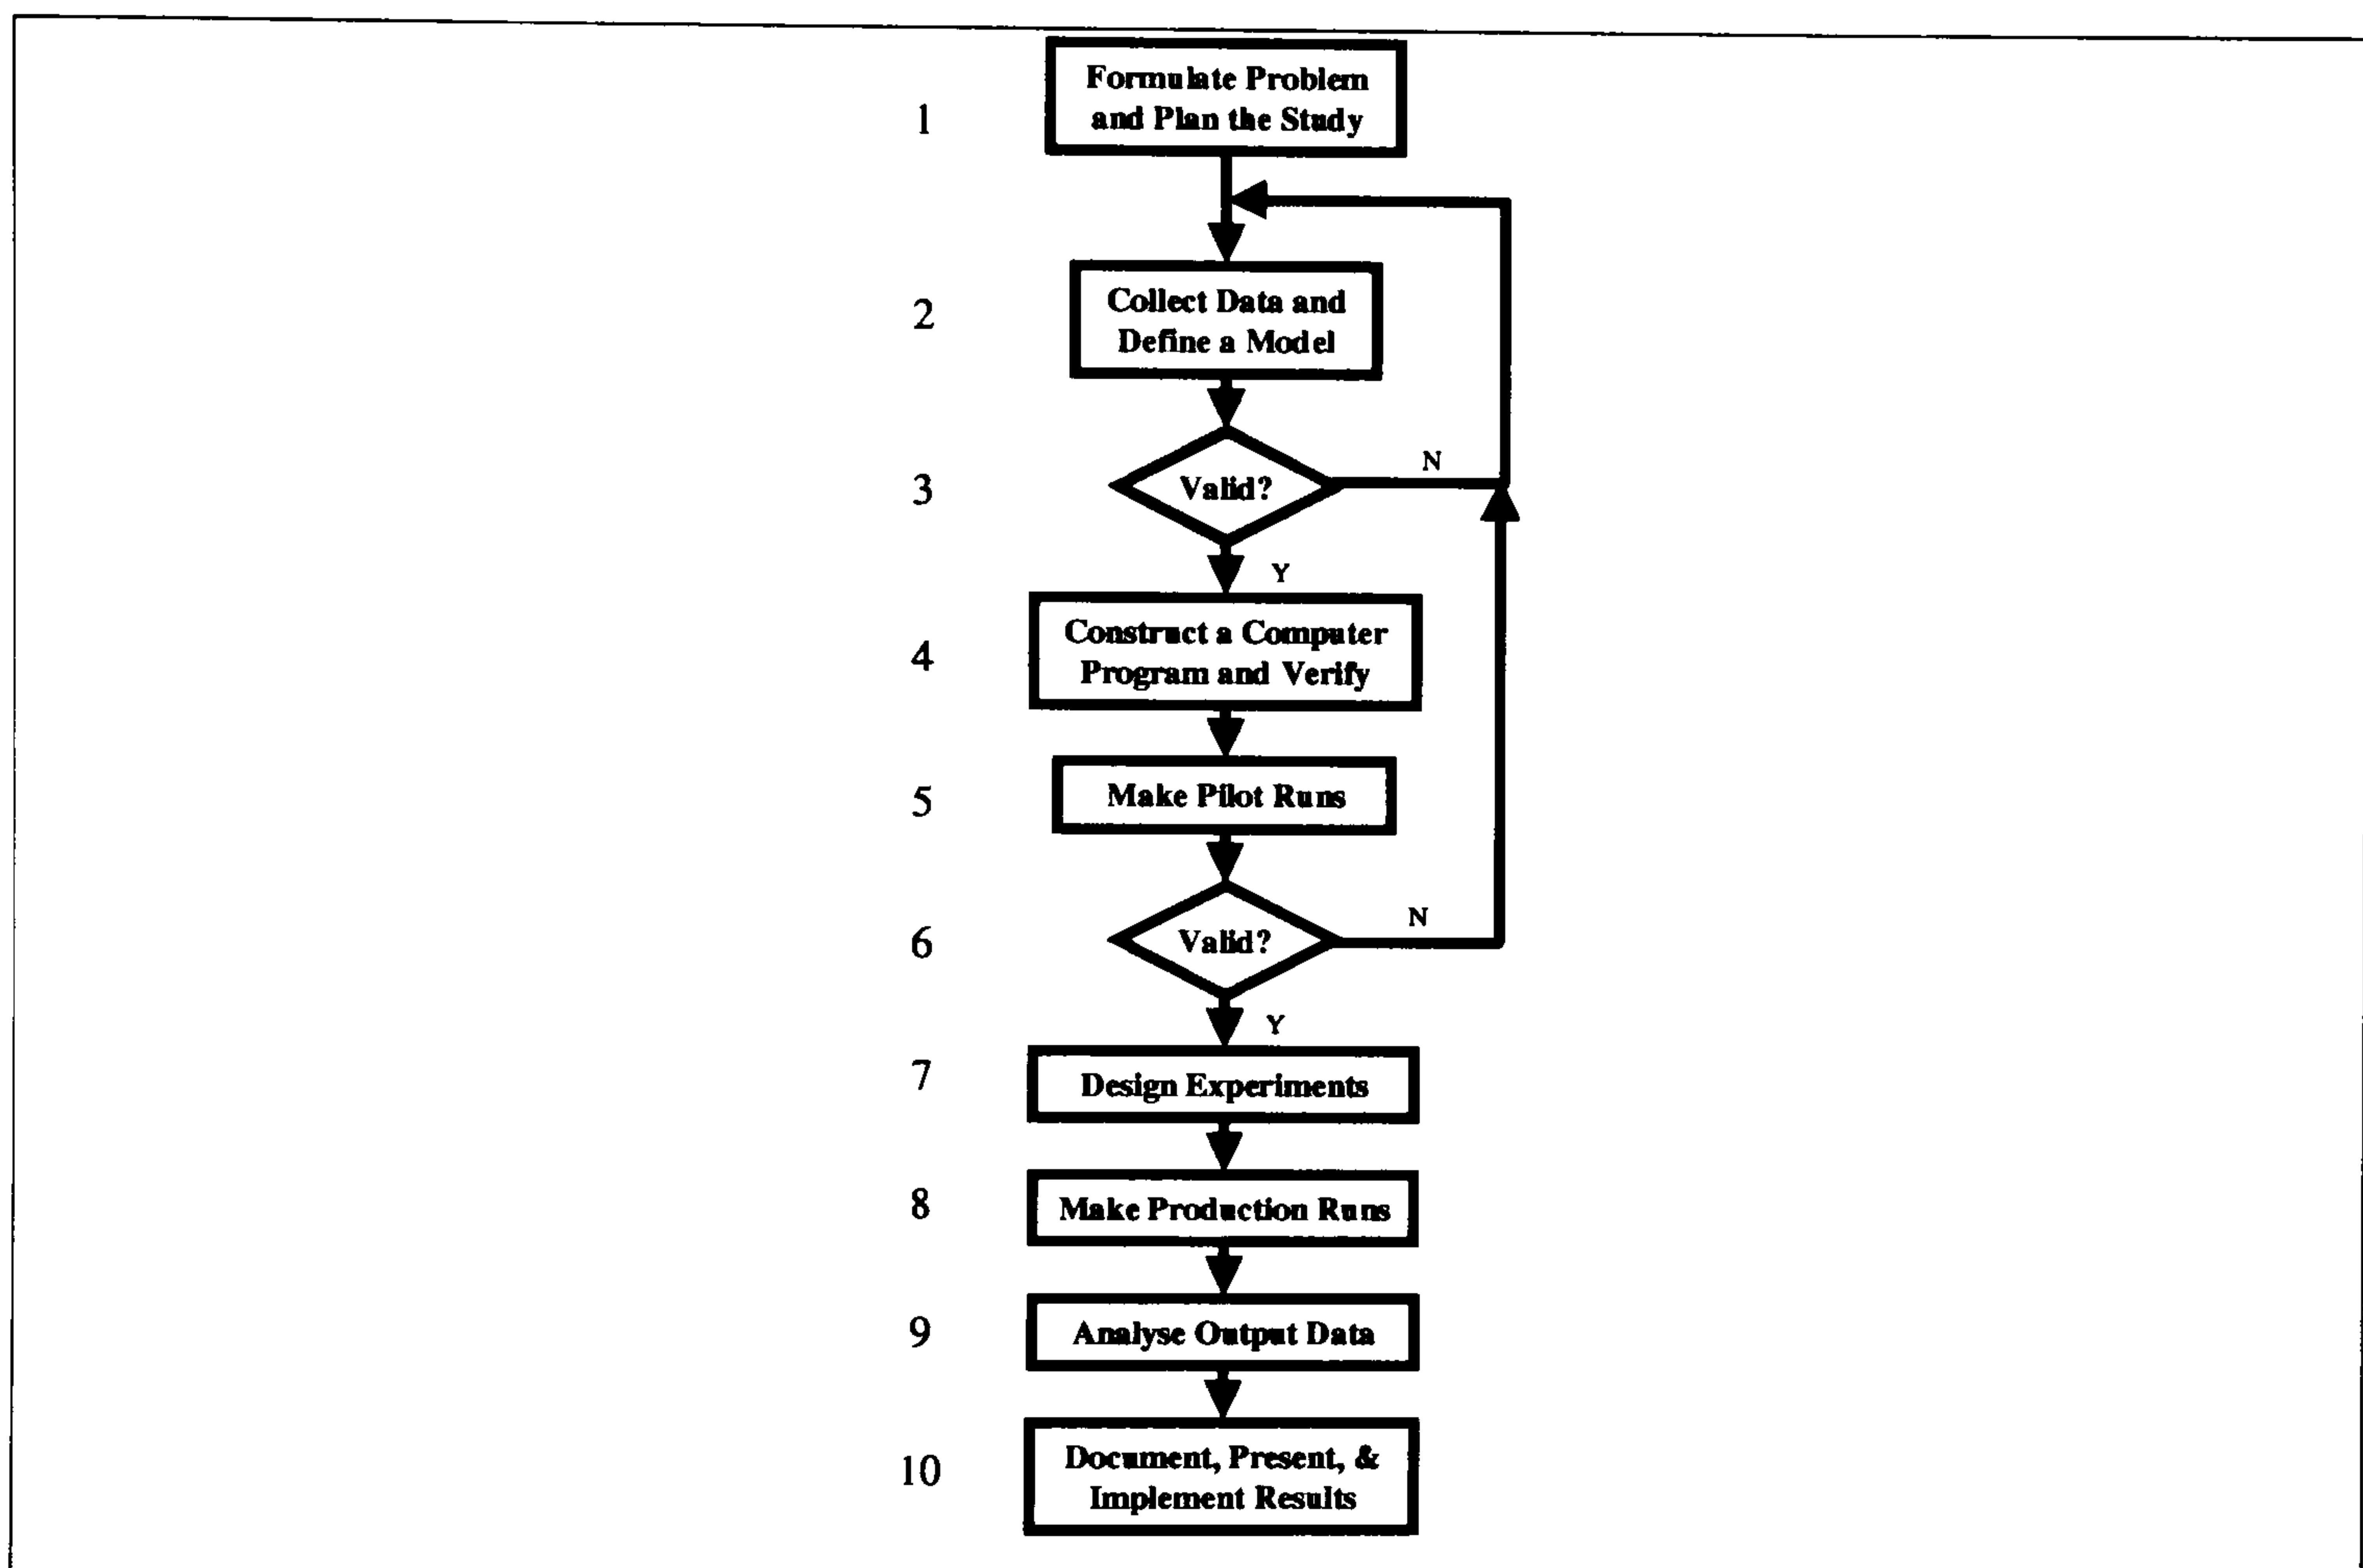 1
Formulate Problem
and Plan the Study
2
Collect Data and
Define a Model
3
Valid?
N
Y
4
Construct a Computer
Program and Verify
5
Make Pilot Runs
6
Valid?
N
Y
7
Design Experiments
8
Make Production Runs
9
Analyse Output Data
10
Document, Present, &
Implement Results